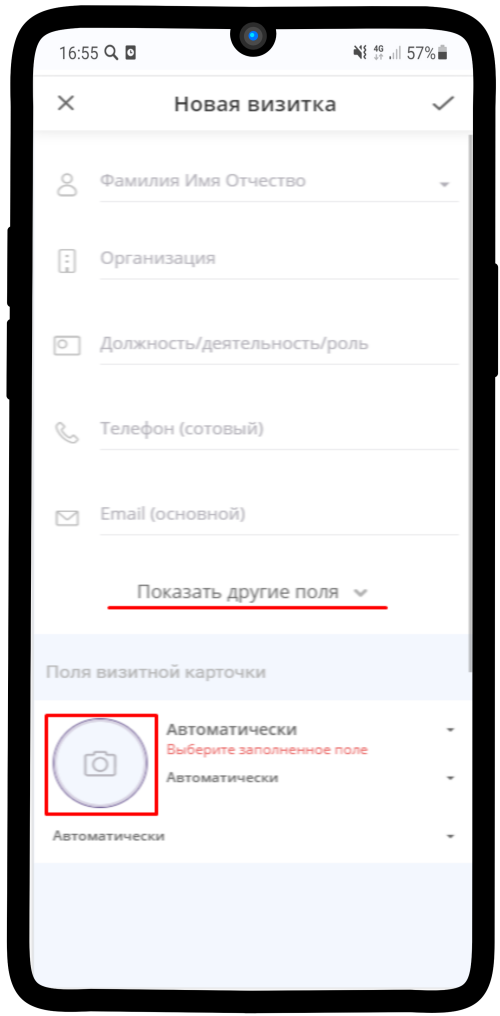 16:55 4G 57%
Новая визитка
Фамилия Имя Отчество
Организация
Должность/деятельность/роль
Телефон (сотовый)
Email (основной)
Показать другие поля
Поля визитной карточки
Автоматически
Выберите заполненное поле
Автоматически
Автоматически